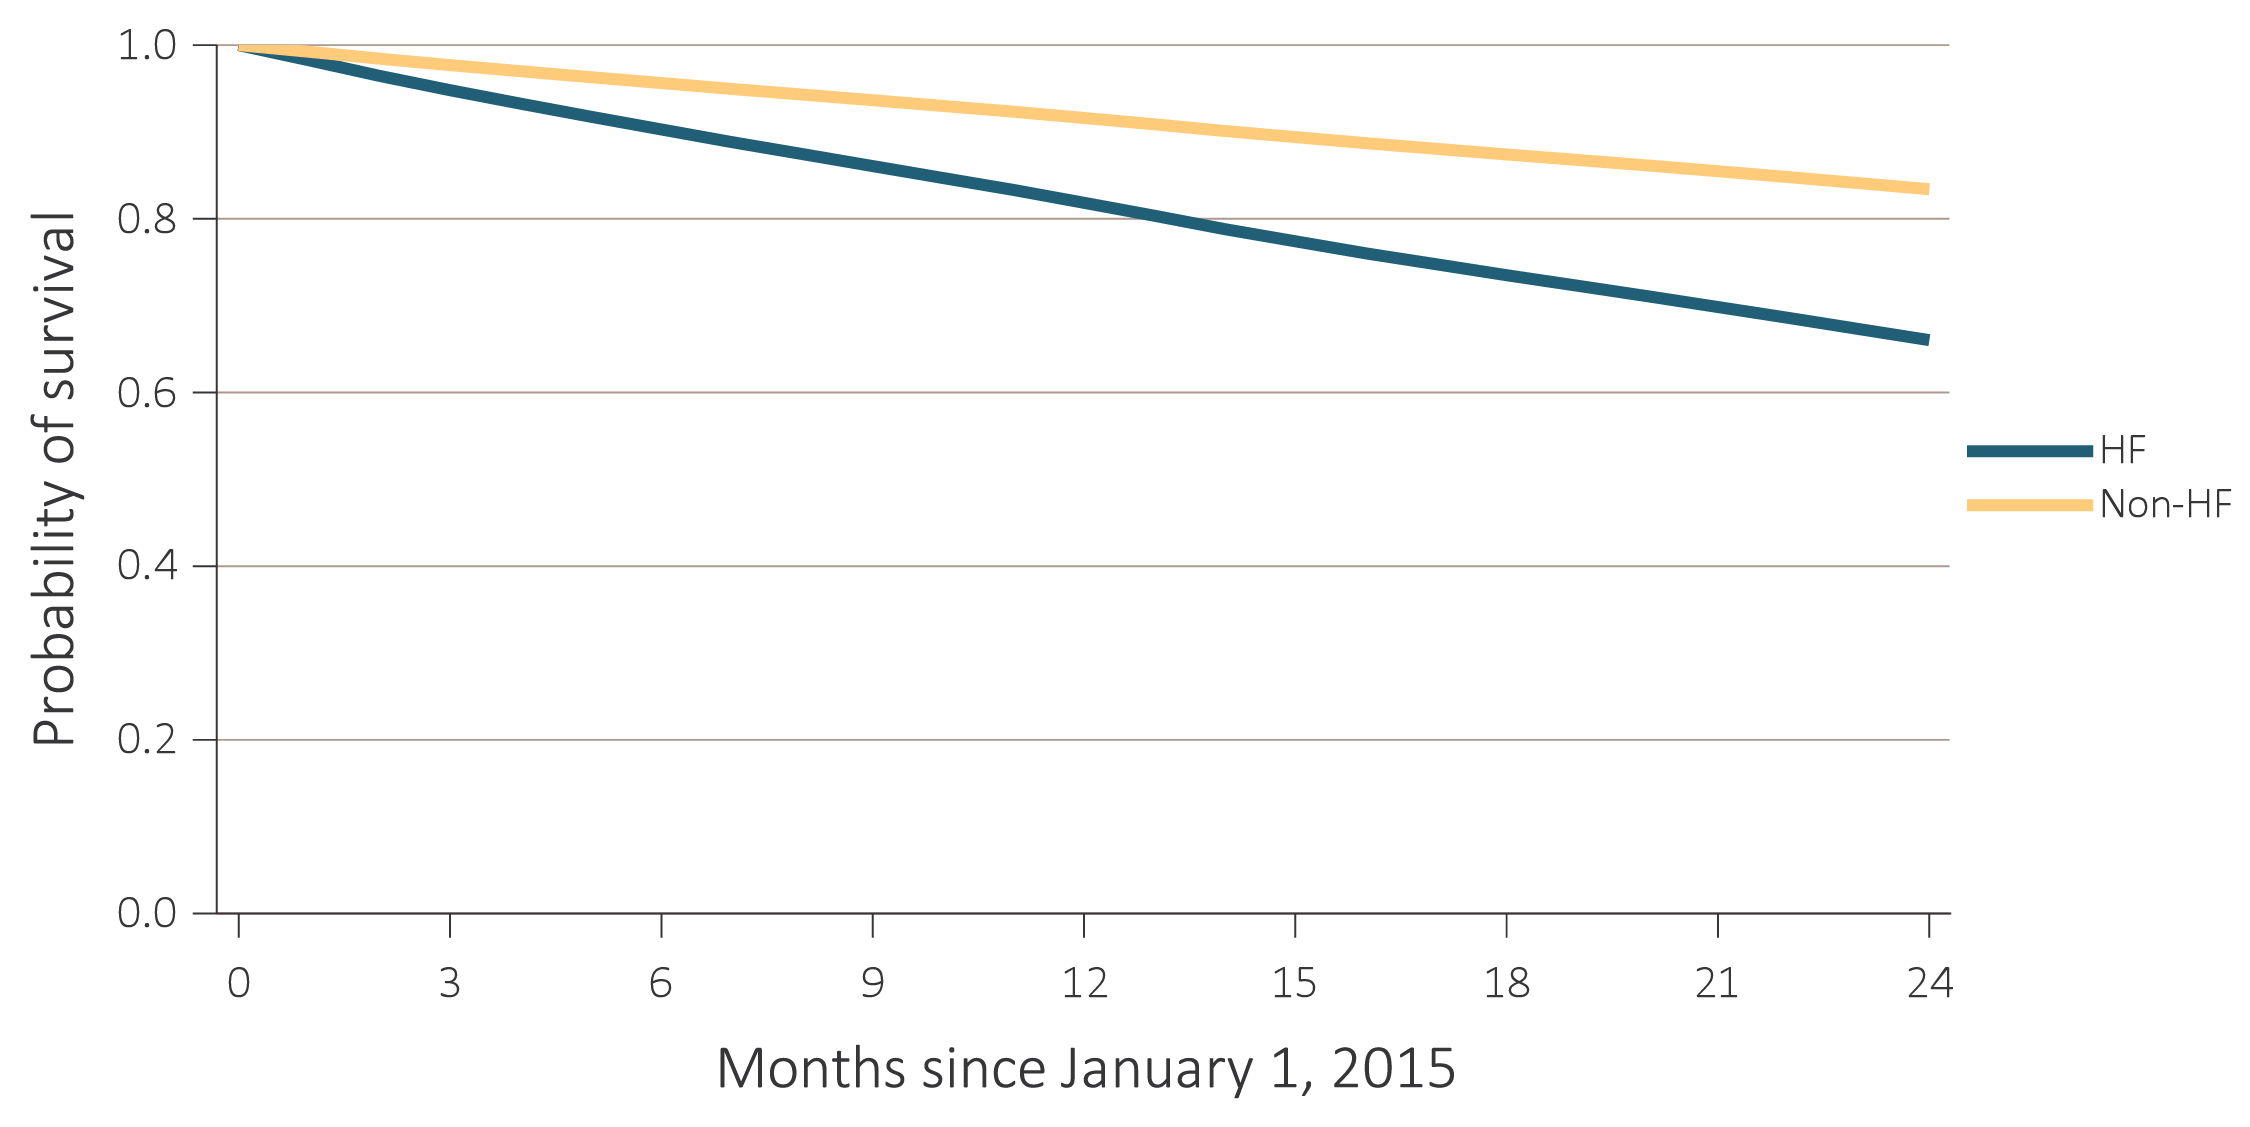 Probability of survival
1.0
0.8
0.6
0.4
0.2
0.0
0 3 6 9 12 15 18 21 24
Months since January 1, 2015
HF
Non-HF